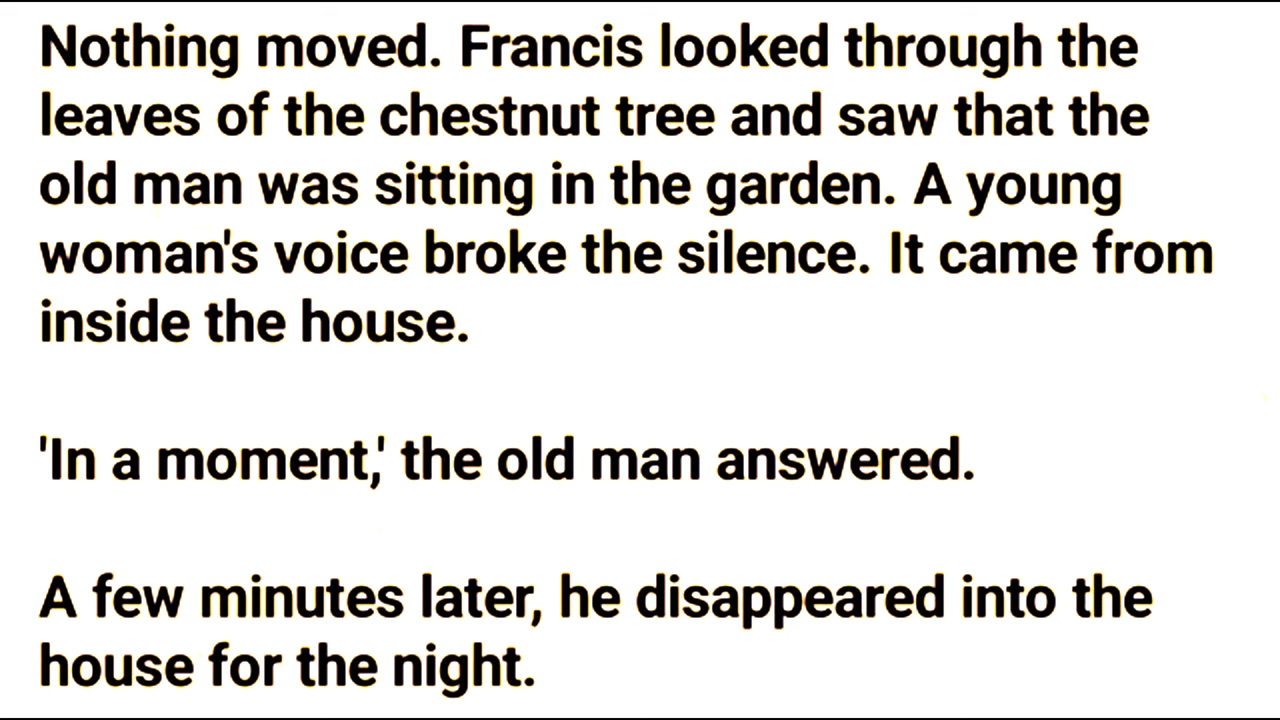 Nothing moved. Francis looked through the
leaves of the chestnut tree and saw that the
old man was sitting in the garden. A young
woman's voice broke the silence. It came from
inside the house.
'In a moment,' the old man answered.
A few minutes later, he disappeared into the
house for the night.